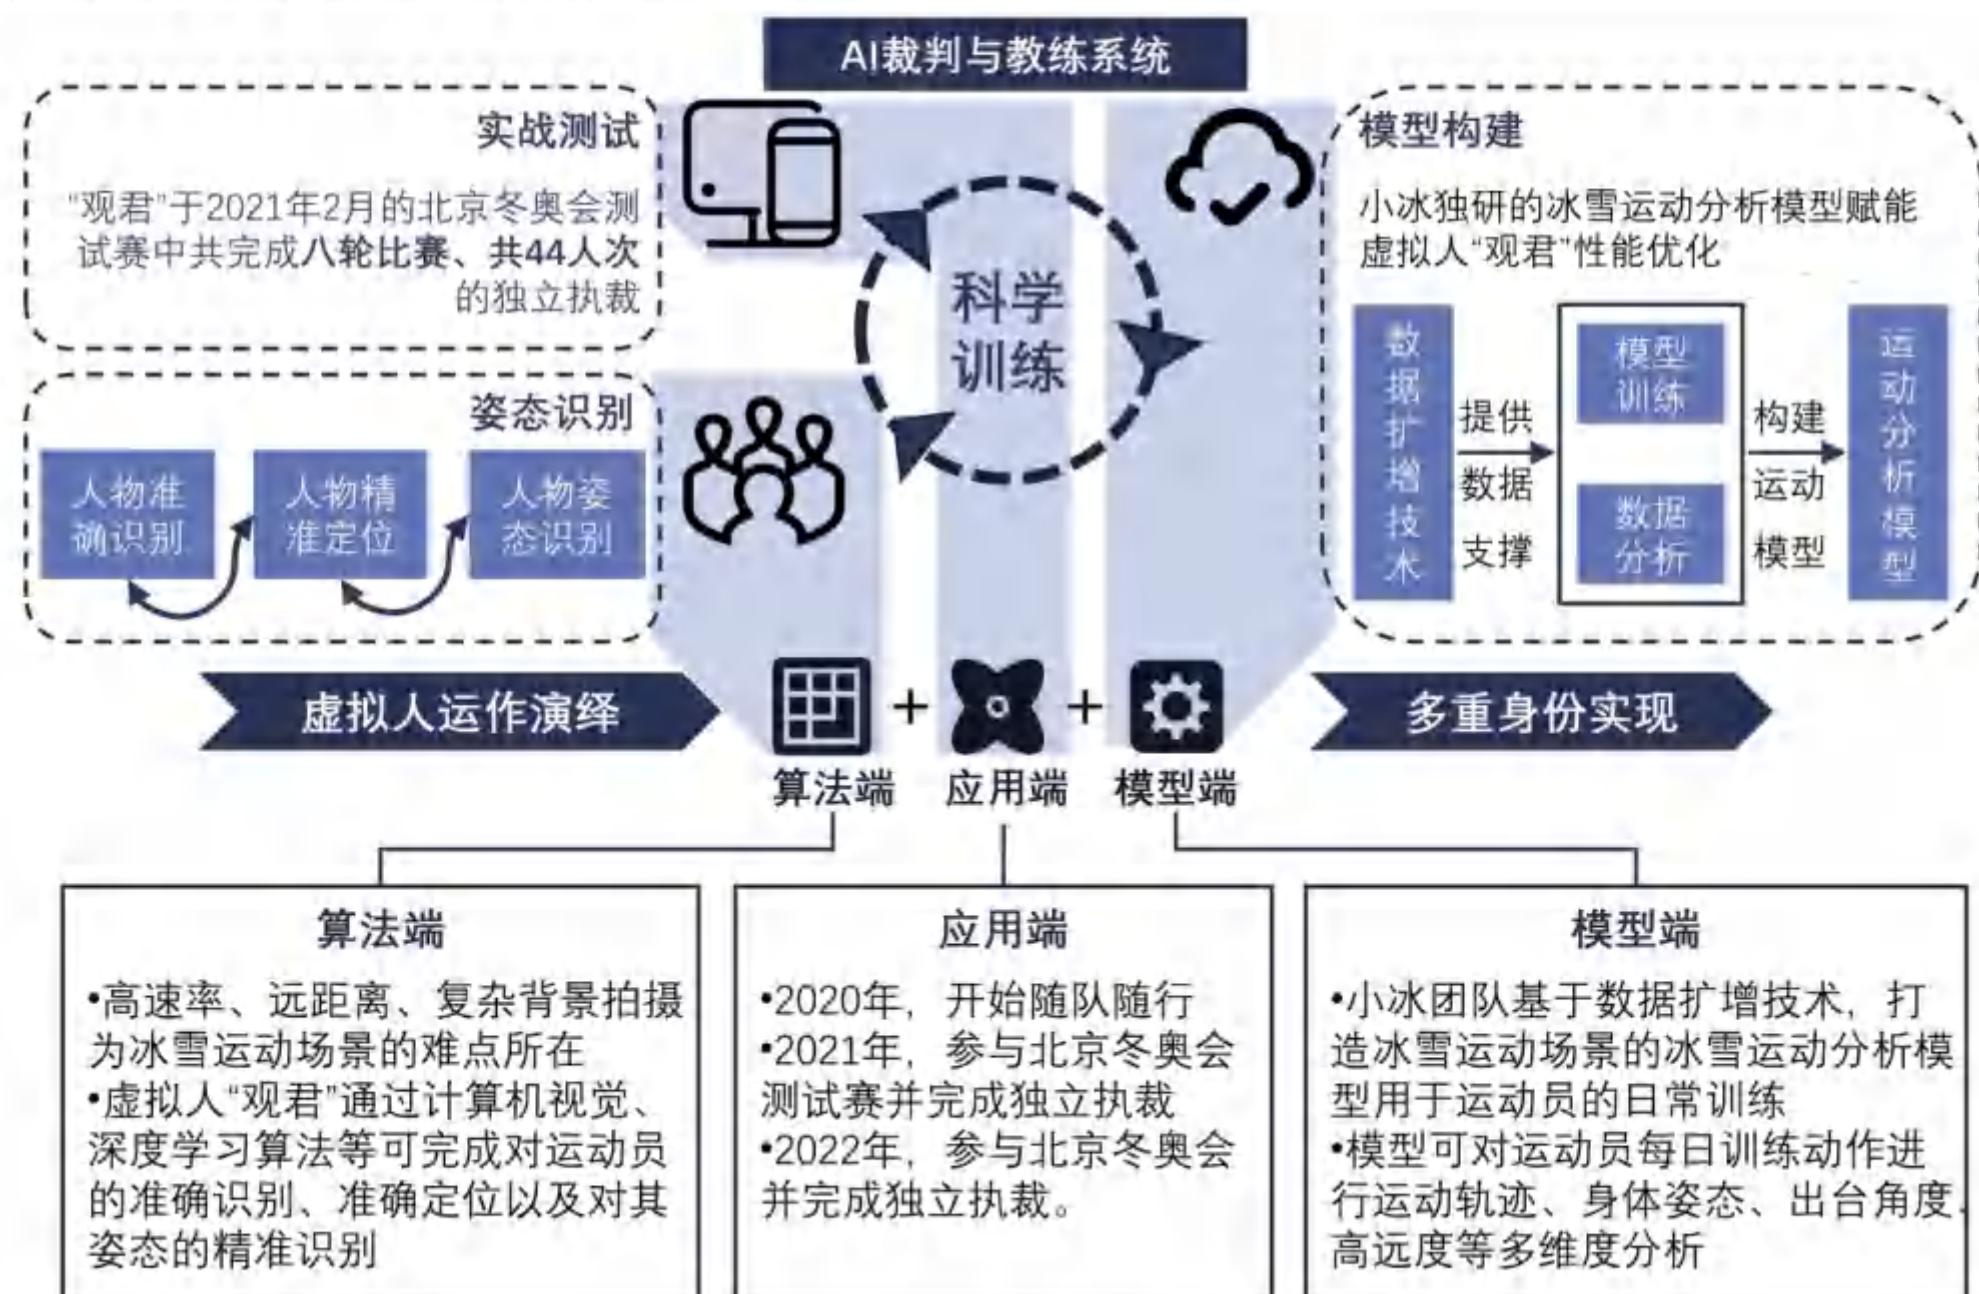 AI裁判与教练系统
实战测试
“观君”于2021年2月的北京冬奥会测
试赛中共完成八轮比赛、共44人次
的独立执裁
姿态识别
人物准
确识别
人物精
准定位
人物姿
态识别
科学
训练
模型构建
小冰独研的冰雪运动分析模型赋能
虚拟人“观君”性能优化
数据扩增技术
提供
数据
支撑
模型
训练
数据
分析
构建
运动
模型
运动分析模型
虚拟人运作演绎
+
+
多重身份实现
算法端
应用端
模型端
算法端
•高速率、远距离、复杂背景拍摄
为冰雪运动场景的难点所在
•虚拟人“观君”通过计算机视觉、
深度学习算法等可完成对运动员
的准确识别、准确定位以及对其
姿态的精准识别
应用端
•2020年，开始随队随行
•2021年，参与北京冬奥会
测试赛并完成独立执裁
•2022年，参与北京冬奥会
并完成独立执裁。
模型端
•小冰团队基于数据扩增技术，打
造冰雪运动场景的冰雪运动分析模
型用于运动员的日常训练
•模型可对运动员每日训练动作进
行运动轨迹、身体姿态、出台角度、
高远度等多维度分析